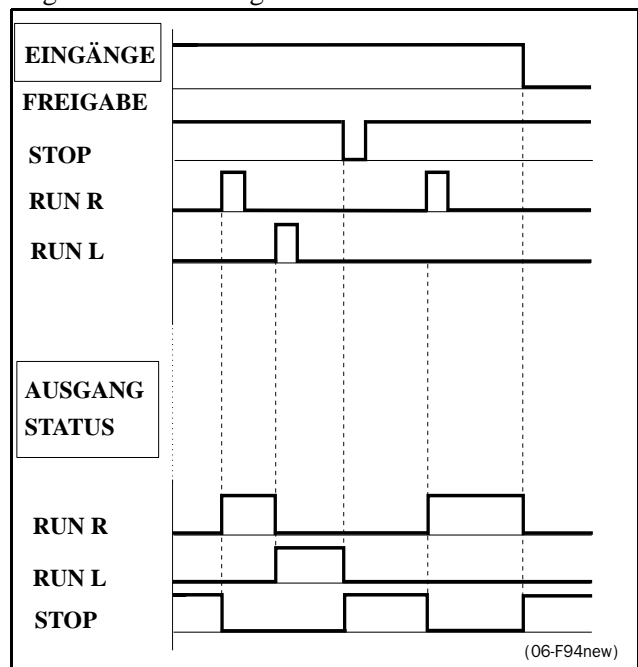 EINGÄNGE
FREIGABE
STOP
RUN R
RUN L
AUSGANG
STATUS
RUN R
RUN L
STOP
(06-F94new)